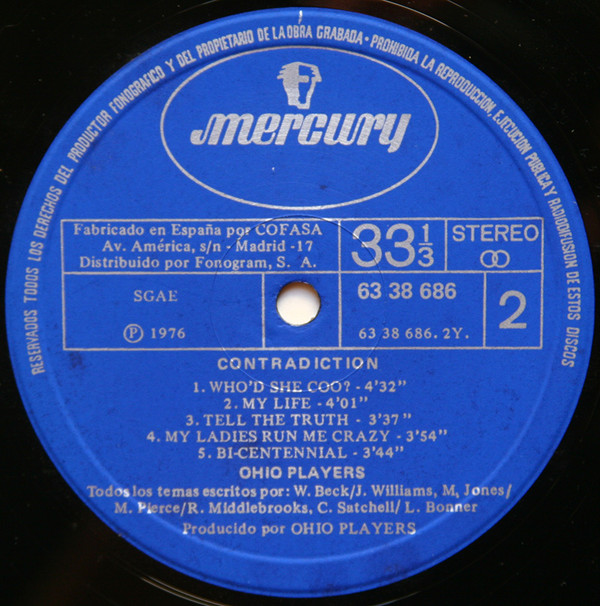 RESERVADOS TODOS LOS DERECHOS DEL PRODUCTOR FONOGRAFICO Y DEL PROPIETARIO DE LA OBRA GRABADA · PROHIBIDA LA REPRODUCCION, EJECUCION PUBLICA Y RADIODIFUSION DE ESTOS DISCOS
mercury
Fabricado en España por COFASA
Av. América, s/n - Madrid -17
Distribuido por Fonogram, S. A.
33 1/3
STEREO
SGAE
Ⓟ 1976
63 38 686
63 38 686. 2Y.
2
CONTRADICTION
1. WHO'D SHE COO? - 4'32"
2. MY LIFE - 4'01"
3. TELL THE TRUTH - 3'37"
4. MY LADIES RUN ME CRAZY - 3'54"
5. BI-CENTENNIAL - 3'44"
OHIO PLAYERS
Todos los temas escritos por: W. Beck/J. Williams, M. Jones/
M. Pierce/R. Middlebrooks, C. Satchell/L. Bonner
Producido por OHIO PLAYERS